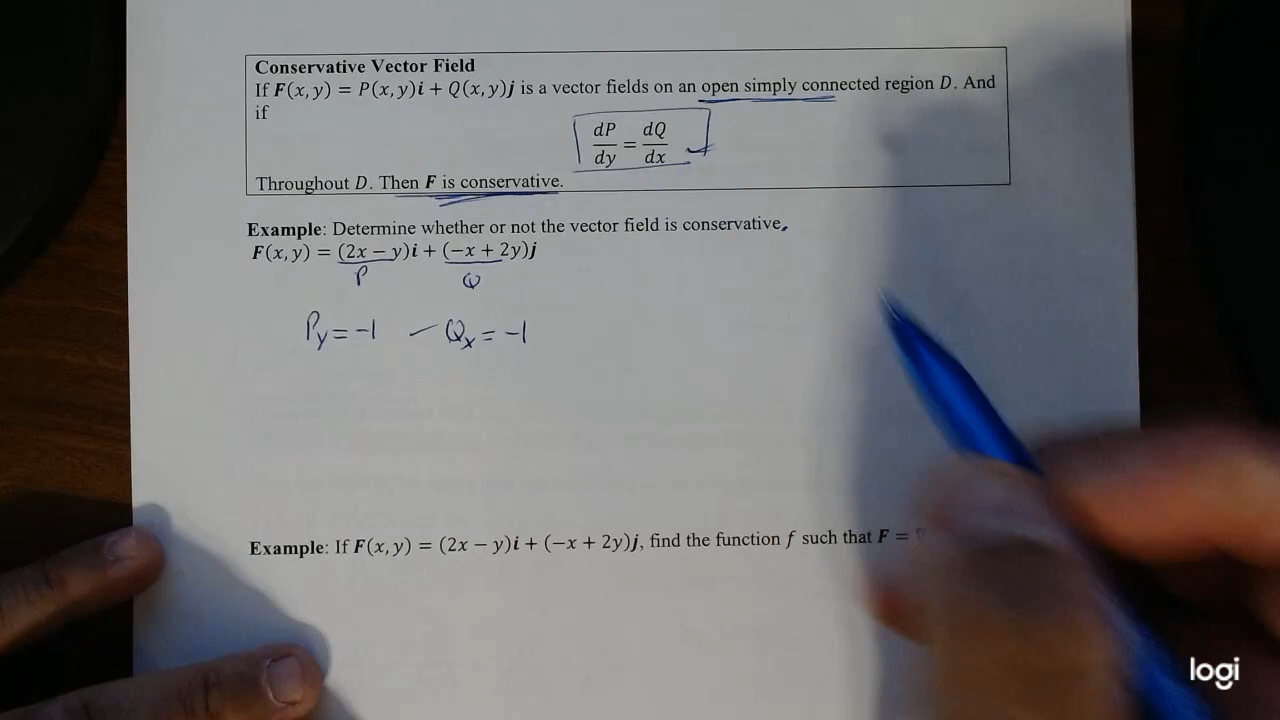 Conservative Vector Field
If F(x, y) = P(x, y)i + Q(x, y)j is a vector fields on an open simply connected region D. And
if
dP/dy = dQ/dx
Throughout D. Then F is conservative.
Example: Determine whether or not the vector field is conservative,
F(x, y) = (2x − y)i + (−x + 2y)j
P Q
Py = -1 — Qx = -1
Example: If F(x, y) = (2x − y)i + (−x + 2y)j, find the function f such that F =
logi